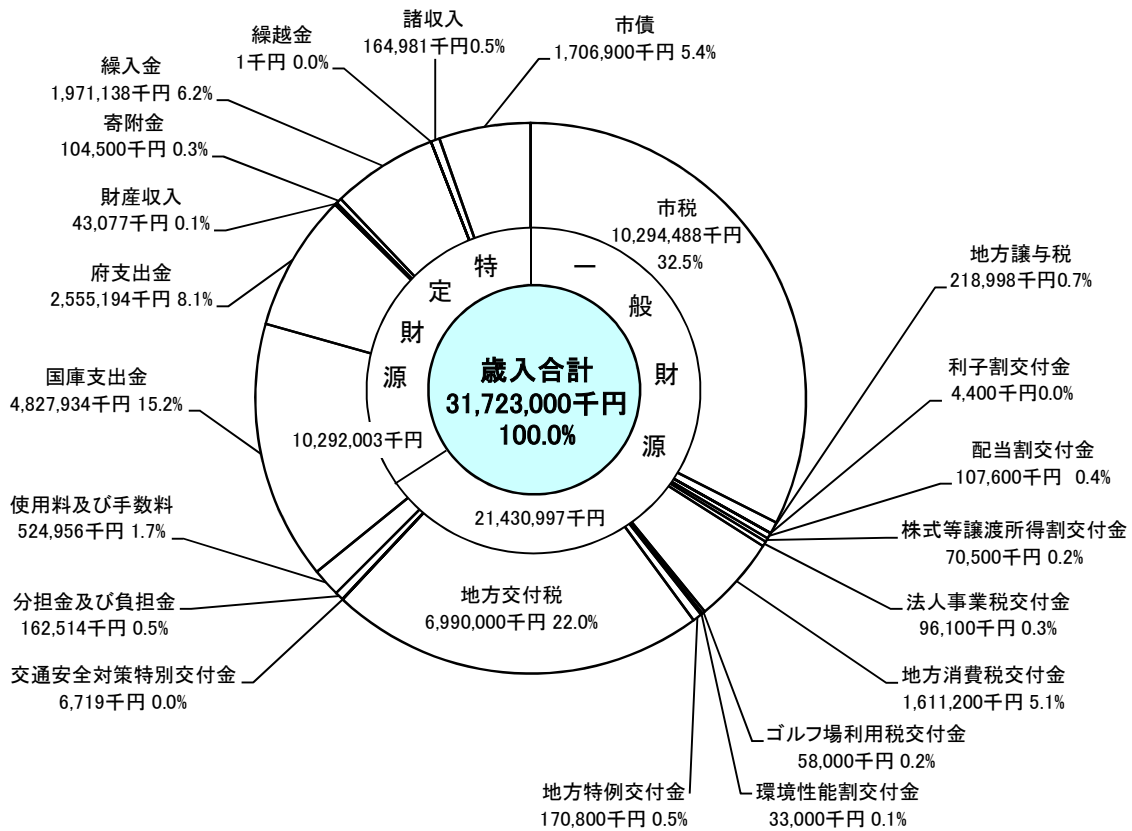 諸収入
164,981千円0.5%
市債
1,706,900千円 5.4%
繰越金
1千円 0.0%
繰入金
1,971,138千円 6.2%
寄附金
104,500千円 0.3%
財産収入
43,077千円 0.1%
府支出金
2,555,194千円 8.1%
国庫支出金
4,827,934千円 15.2%
使用料及び手数料
524,956千円 1.7%
分担金及び負担金
162,514千円 0.5%
交通安全対策特別交付金
6,719千円 0.0%
市税
10,294,488千円
32.5%
地方譲与税
218,998千円0.7%
利子割交付金
4,400千円0.0%
配当割交付金
107,600千円 0.4%
株式等譲渡所得割交付金
70,500千円 0.2%
法人事業税交付金
96,100千円 0.3%
地方消費税交付金
1,611,200千円 5.1%
ゴルフ場利用税交付金
58,000千円 0.2%
環境性能割交付金
33,000千円 0.1%
地方特例交付金
170,800千円 0.5%
地方交付税
6,990,000千円 22.0%
特定財源
10,292,003千円
一般財源
21,430,997千円
歳入合計
31,723,000千円
100.0%